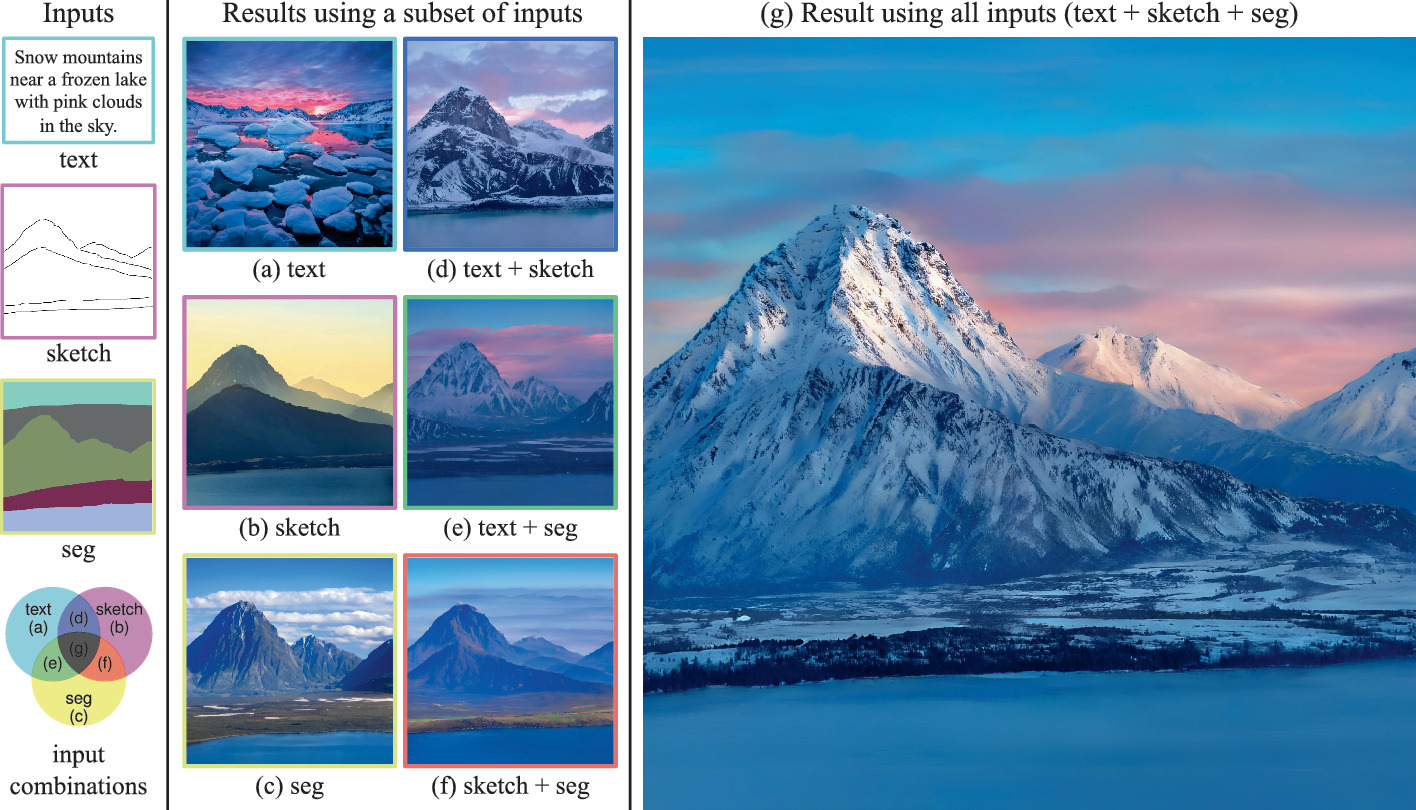 Inputs
Snow mountains
near a frozen lake
with pink clouds
in the sky.
text
sketch
seg
text
(a)
(d)
sketch
(b)
(g)
(e)
(f)
seg
(c)
input
combinations
Results using a subset of inputs
(a) text
(d) text + sketch
(b) sketch
(e) text + seg
(c) seg
(f) sketch + seg
(g) Result using all inputs (text + sketch + seg)